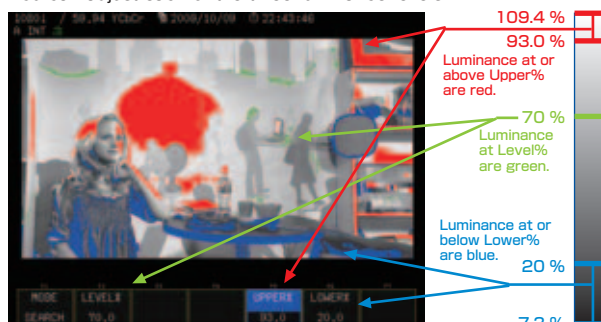 1080I / 59.94 YCbCr 2009/10/09 22:43:46
A INT
109.4 %
93.0 %
Luminance at or
above Upper%
are red.
70 %
Luminance
at Level%
are green.
Luminance at or
below Lower%
are blue.
20 %
MODE LEVEL% UPPER% LOWER%
SEARCH 70.0 93.0 20.0